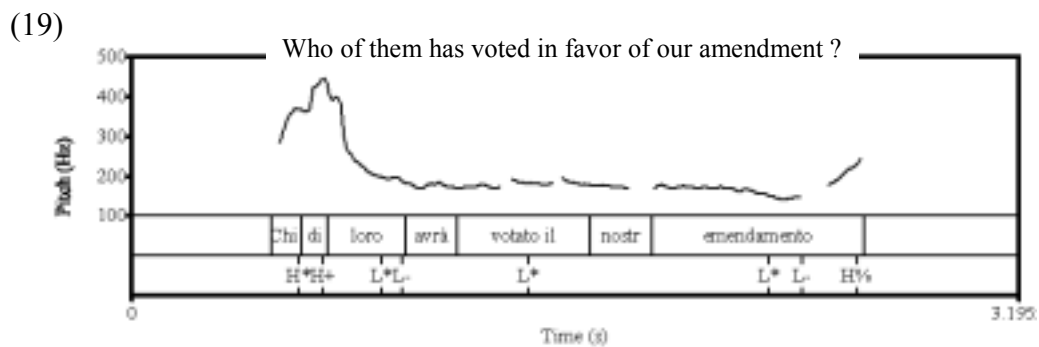 (19)
Who of them has voted in favor of our amendment ?
500
400
300
200
100
Pitch (Hz)
Chi di loro avrà votato il nostr emendamento
H* H+ L* L- L* L* L- H%
0 3.195
Time (s)